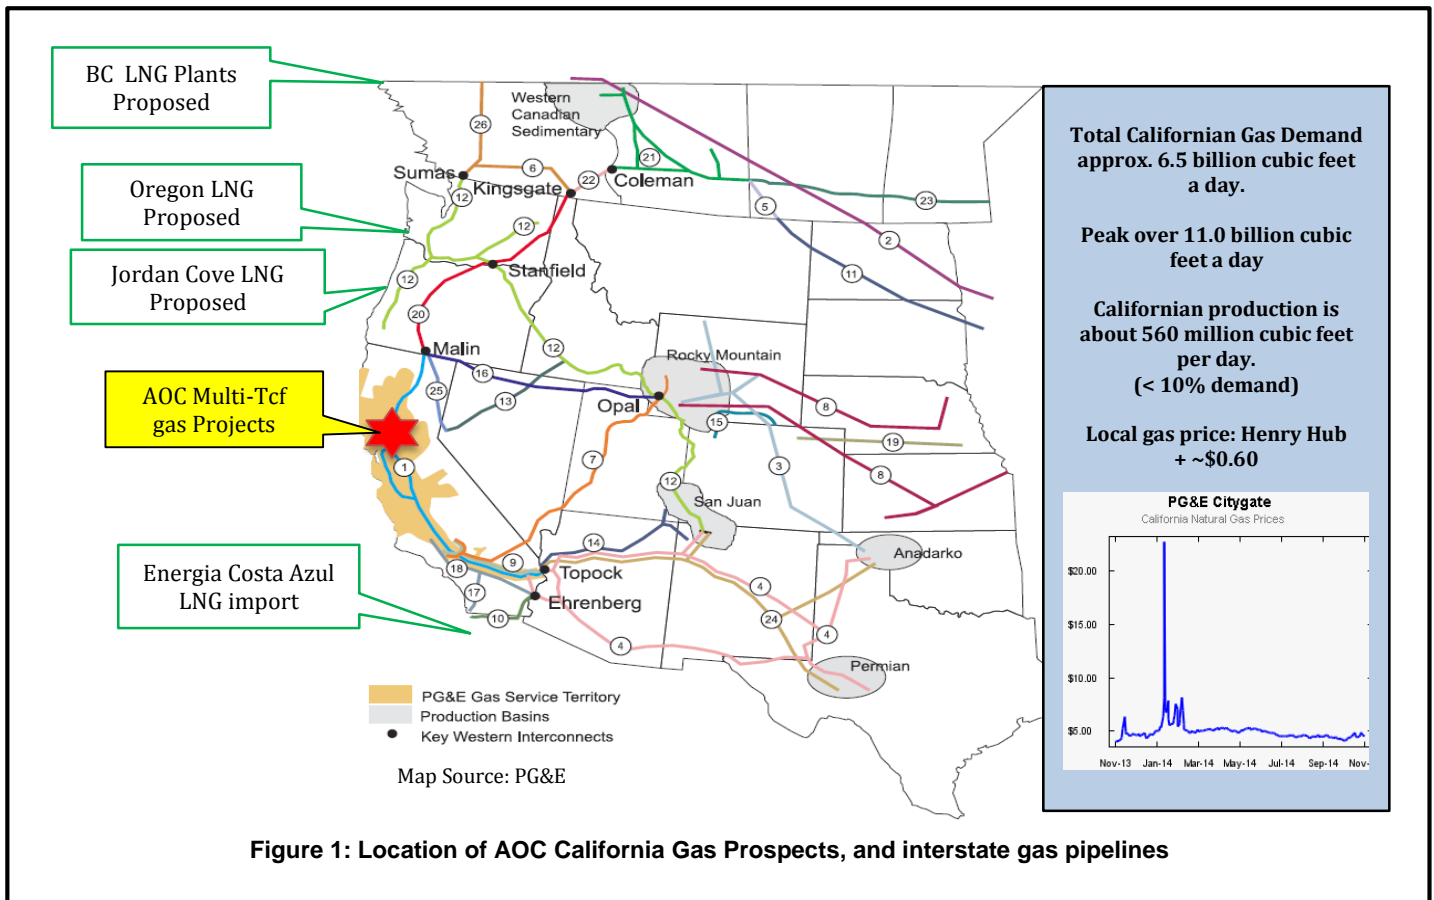 BC  LNG Plants
Proposed
Oregon LNG
Proposed
Jordan Cove LNG
Proposed
AOC Multi-Tcf
gas Projects
Energia Costa Azul
LNG import
Western
Canadian
Sedimentary
26
21
6
22
Sumas
Kingsgate
Coleman
12
5
23
12
2
Stanfield
12
11
20
Malin
12
Rocky Mountain
16
25
13
Opal
8
15
19
1
7
3
8
12
San Juan
14
Anadarko
18
9
Topock
17
Ehrenberg
4
10
24
4
4
Permian
PG&E Gas Service Territory
Production Basins
Key Western Interconnects
Map Source: PG&E
Total Californian Gas Demand
approx. 6.5 billion cubic feet
a day.
Peak over 11.0 billion cubic
feet a day
Californian production is
about 560 million cubic feet
per day.
(< 10% demand)
Local gas price: Henry Hub
+ ~$0.60
PG&E Citygate
California Natural Gas Prices
$20.00
$15.00
$10.00
$5.00
Nov-13 Jan-14 Mar-14 May-14 Jul-14 Sep-14 Nov-
Figure 1: Location of AOC California Gas Prospects, and interstate gas pipelines